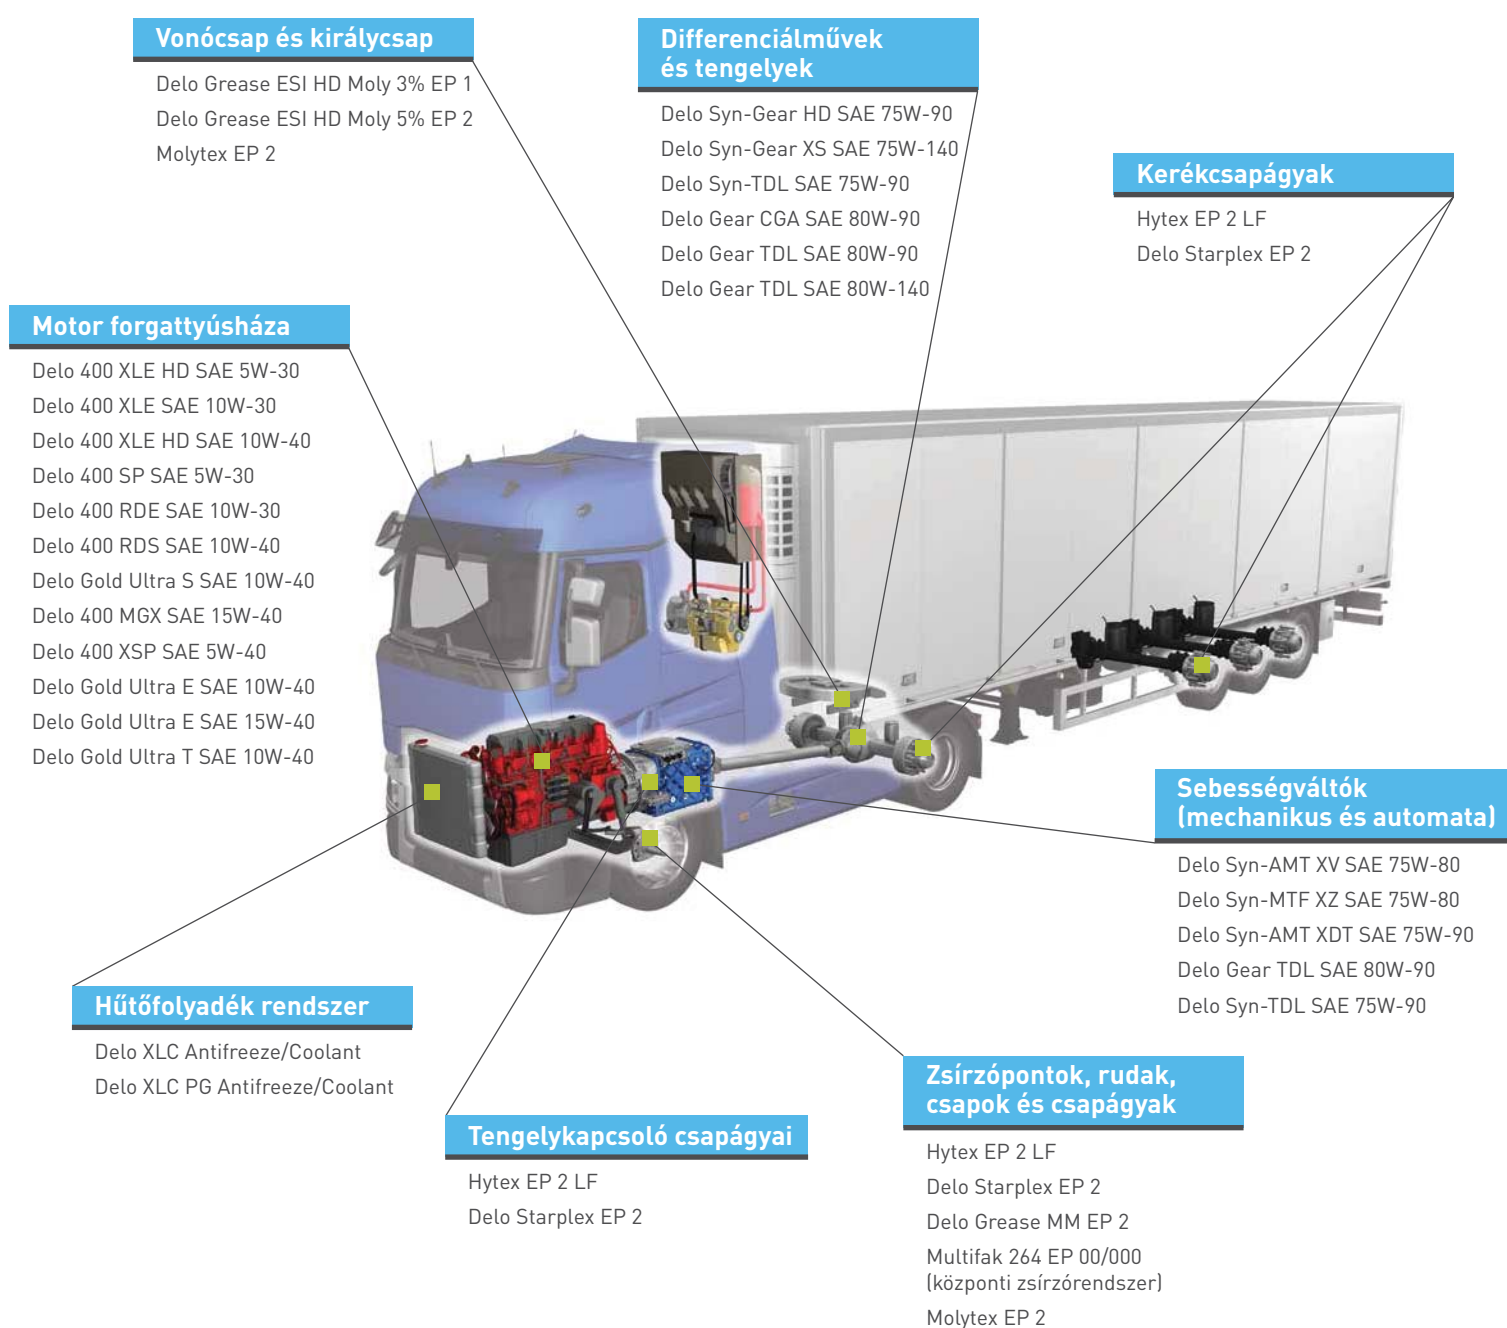 Vonócsap és királycsap
Delo Grease ESI HD Moly 3% EP 1
Delo Grease ESI HD Moly 5% EP 2
Molytex EP 2
Differenciálművek
és tengelyek
Delo Syn-Gear HD SAE 75W-90
Delo Syn-Gear XS SAE 75W-140
Delo Syn-TDL SAE 75W-90
Delo Gear CGA SAE 80W-90
Delo Gear TDL SAE 80W-90
Delo Gear TDL SAE 80W-140
Kerékcsapágyak
Hytex EP 2 LF
Delo Starplex EP 2
Motor forgattyúsháza
Delo 400 XLE HD SAE 5W-30
Delo 400 XLE SAE 10W-30
Delo 400 XLE HD SAE 10W-40
Delo 400 SP SAE 5W-30
Delo 400 RDE SAE 10W-30
Delo 400 RDS SAE 10W-40
Delo Gold Ultra S SAE 10W-40
Delo 400 MGX SAE 15W-40
Delo 400 XSP SAE 5W-40
Delo Gold Ultra E SAE 10W-40
Delo Gold Ultra E SAE 15W-40
Delo Gold Ultra T SAE 10W-40
Sebességváltók
(mechanikus és automata)
Delo Syn-AMT XV SAE 75W-80
Delo Syn-MTF XZ SAE 75W-80
Delo Syn-AMT XDT SAE 75W-90
Delo Gear TDL SAE 80W-90
Delo Syn-TDL SAE 75W-90
Hűtőfolyadék rendszer
Delo XLC Antifreeze/Coolant
Delo XLC PG Antifreeze/Coolant
Tengelykapcsoló csapágyai
Hytex EP 2 LF
Delo Starplex EP 2
Zsírzópontok, rudak,
csapok és csapágyak
Hytex EP 2 LF
Delo Starplex EP 2
Delo Grease MM EP 2
Multifak 264 EP 00/000
(központi zsírzórendszer)
Molytex EP 2